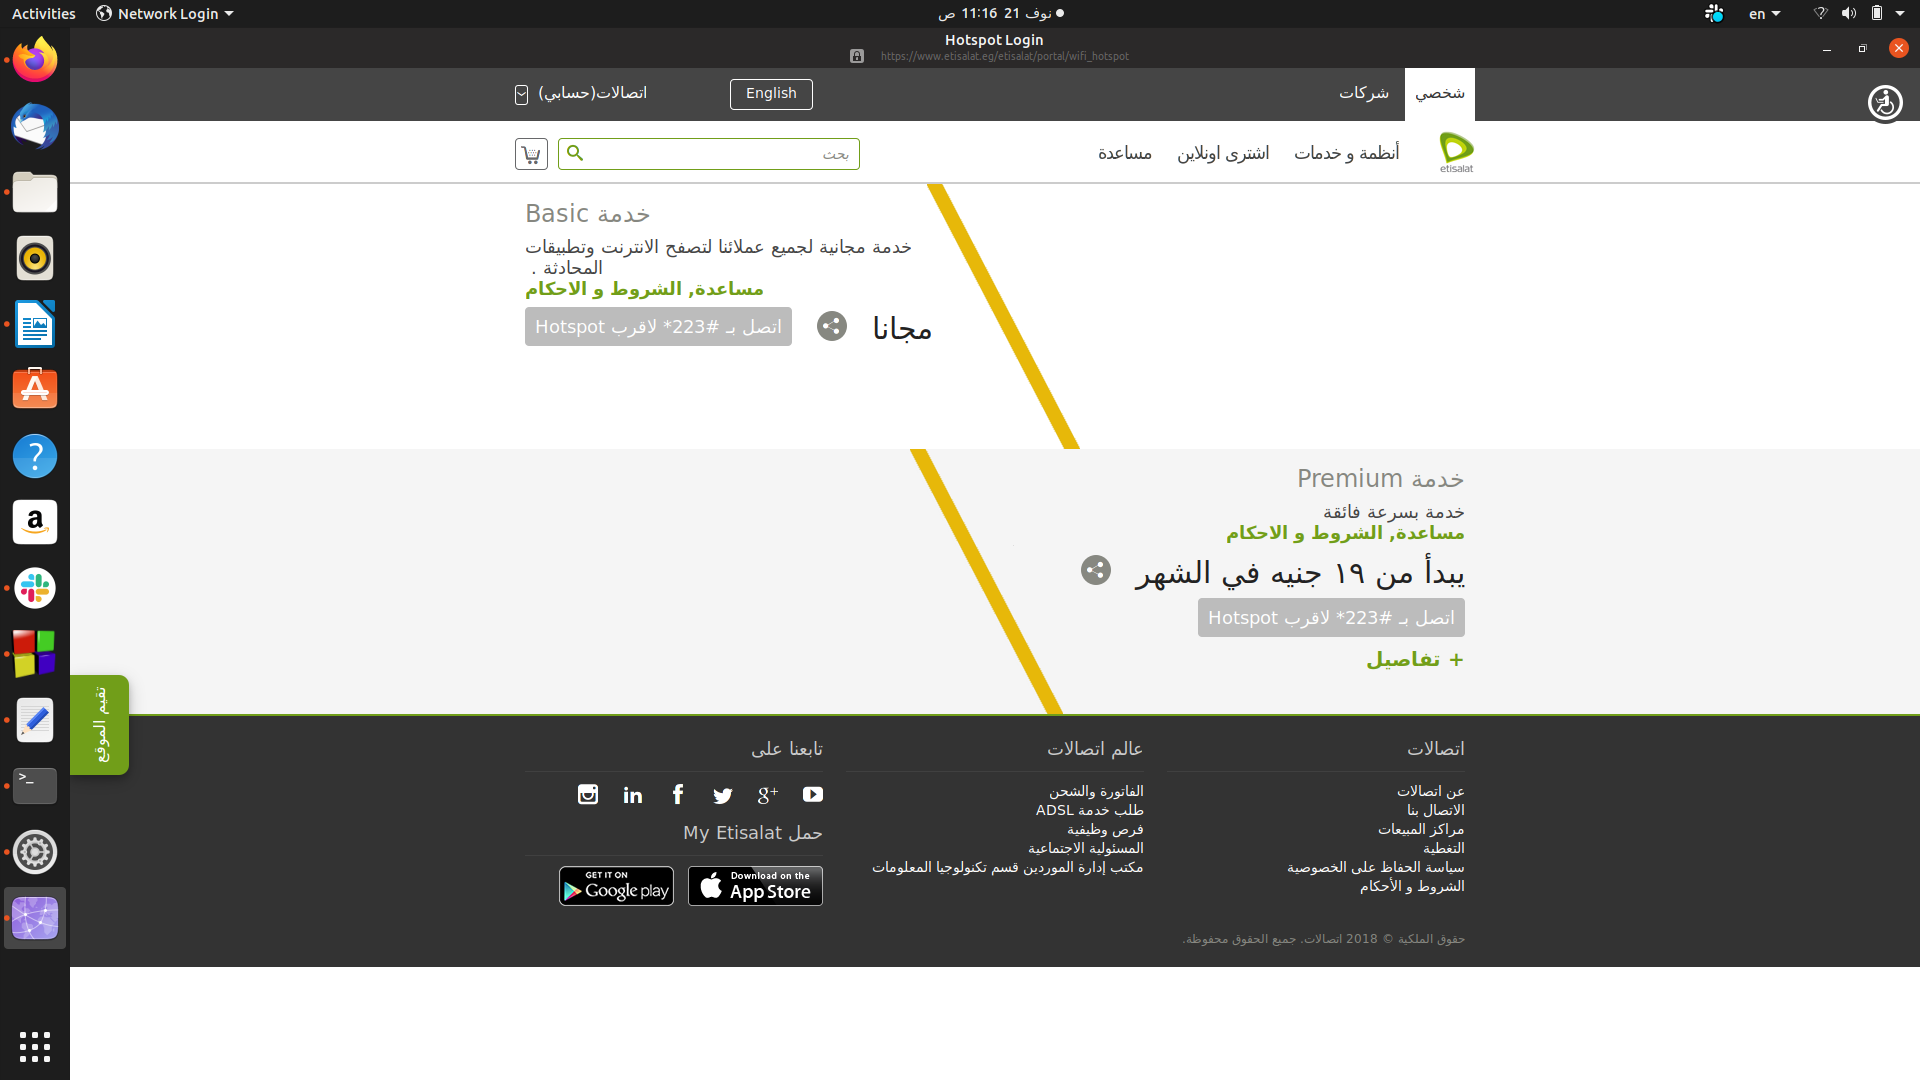 Activities
Network Login
21 نوف 11:16 ص
en
Hotspot Login
https://www.etisalat.eg/etisalat/portal/wifi_hotspot
شخصي
شركات
English
اتصالات(حسابي)
etisalat
أنظمة و خدمات
اشترى اونلاين
مساعدة
بحث
خدمة Basic
خدمة مجانية لجميع عملائنا لتصفح الانترنت وتطبيقات
المحادثة .
مساعدة, الشروط و الاحكام
مجانا
اتصل بـ #223* لاقرب Hotspot
خدمة Premium
خدمة بسرعة فائقة
مساعدة, الشروط و الاحكام
يبدأ من ١٩ جنيه في الشهر
اتصل بـ #223* لاقرب Hotspot
+ تفاصيل
تقيم الموقع
اتصالات
عن اتصالات
الاتصال بنا
مراكز المبيعات
التغطية
سياسة الحفاظ على الخصوصية
الشروط و الأحكام
عالم اتصالات
الفاتورة والشحن
طلب خدمة ADSL
فرص وظيفية
المسئولية الاجتماعية
مكتب إدارة الموردين قسم تكنولوجيا المعلومات
تابعنا على
حمل My Etisalat
Download on the
App Store
GET IT ON
Google play
حقوق الملكية © 2018 اتصالات. جميع الحقوق محفوظة.